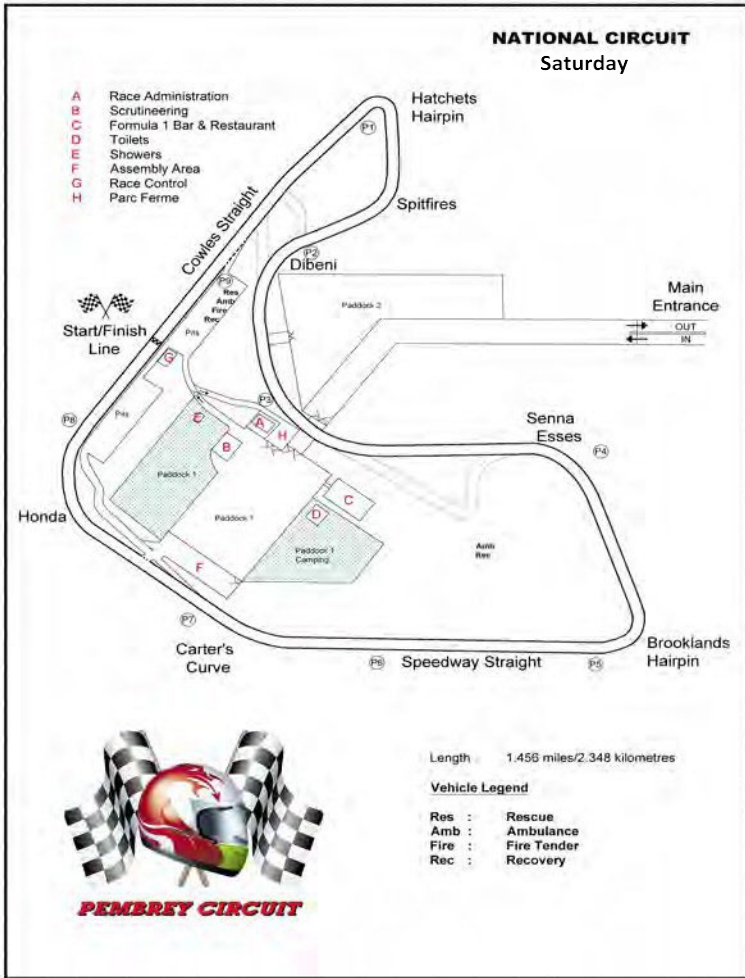 NATIONAL CIRCUIT
Saturday
A Race Administration
B Scrutineering
C Formula 1 Bar & Restaurant
D Toilets
E Showers
F Assembly Area
G Race Control
H Parc Ferme
Hatchets
Hairpin
P1
Spitfires
Cowles Straight
P2
Dibeni
P9
Res
Amb
Fire
Rec
Paddock 2
Main
Entrance
OUT
IN
Start/Finish
Line
Pits
G
P3
P8
Pits
E
A
H
B
Senna
Esses
P4
Paddock 1
C
Honda
Paddock 1
D
Paddock 1
Camping
Amb
Rec
F
P7
Carter's
Curve
P6
Speedway Straight
P5
Brooklands
Hairpin
Length 1.456 miles/2.348 kilometres
Vehicle Legend
Res : Rescue
Amb : Ambulance
Fire : Fire Tender
Rec : Recovery
PEMBREY CIRCUIT